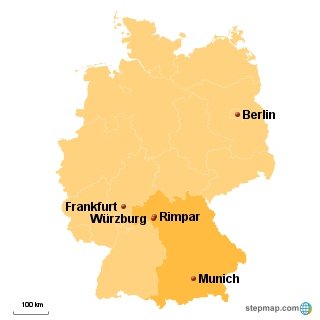 Berlin
Frankfurt
Würzburg
Rimpar
Munich
100 km
stepmap.com